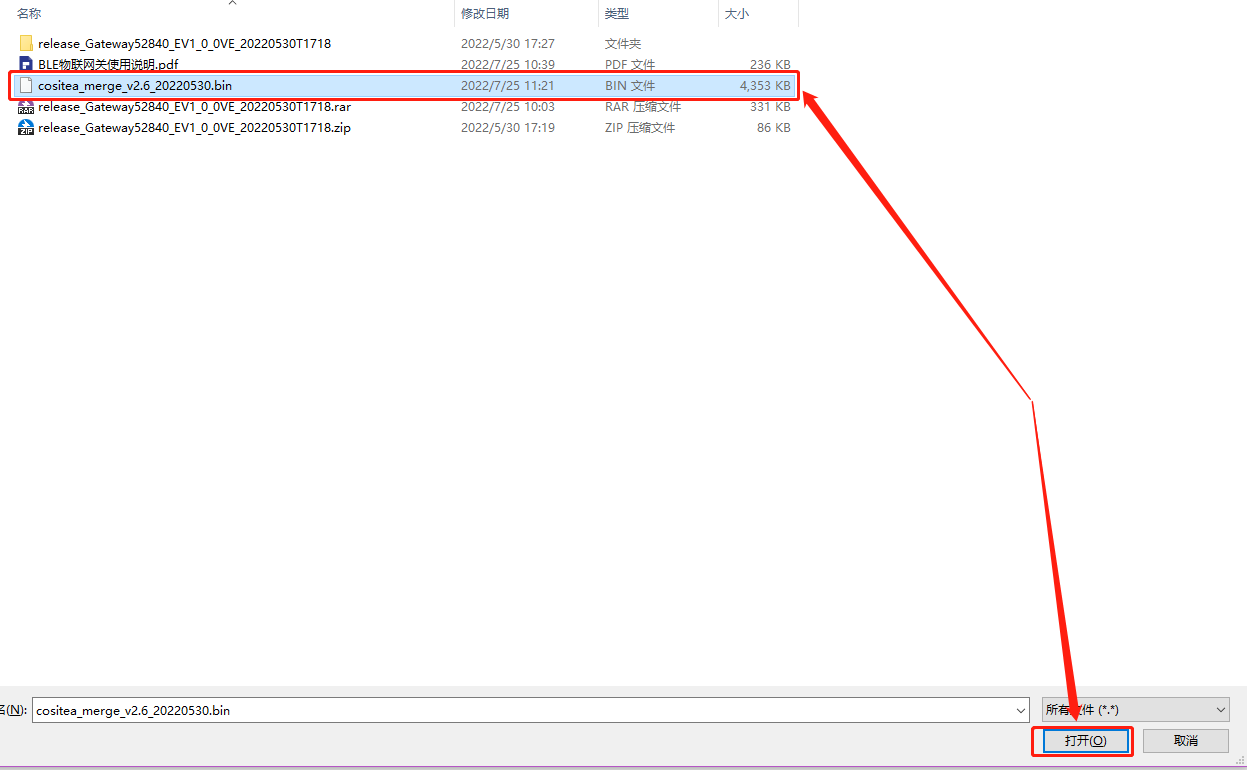 名称 修改日期 类型 大小
release_Gateway52840_EV1_0_0VE_20220530T1718 2022/5/30 17:27 文件夹
BLE物联网关使用说明.pdf 2022/7/25 10:39 PDF 文件 236 KB
cositea_merge_v2.6_20220530.bin 2022/7/25 11:21 BIN 文件 4,353 KB
release_Gateway52840_EV1_0_0VE_20220530T1718.rar 2022/7/25 10:03 RAR 压缩文件 331 KB
release_Gateway52840_EV1_0_0VE_20220530T1718.zip 2022/5/30 17:19 ZIP 压缩文件 86 KB
名(N): cositea_merge_v2.6_20220530.bin 所有文件 (*.*)
打开(O) 取消